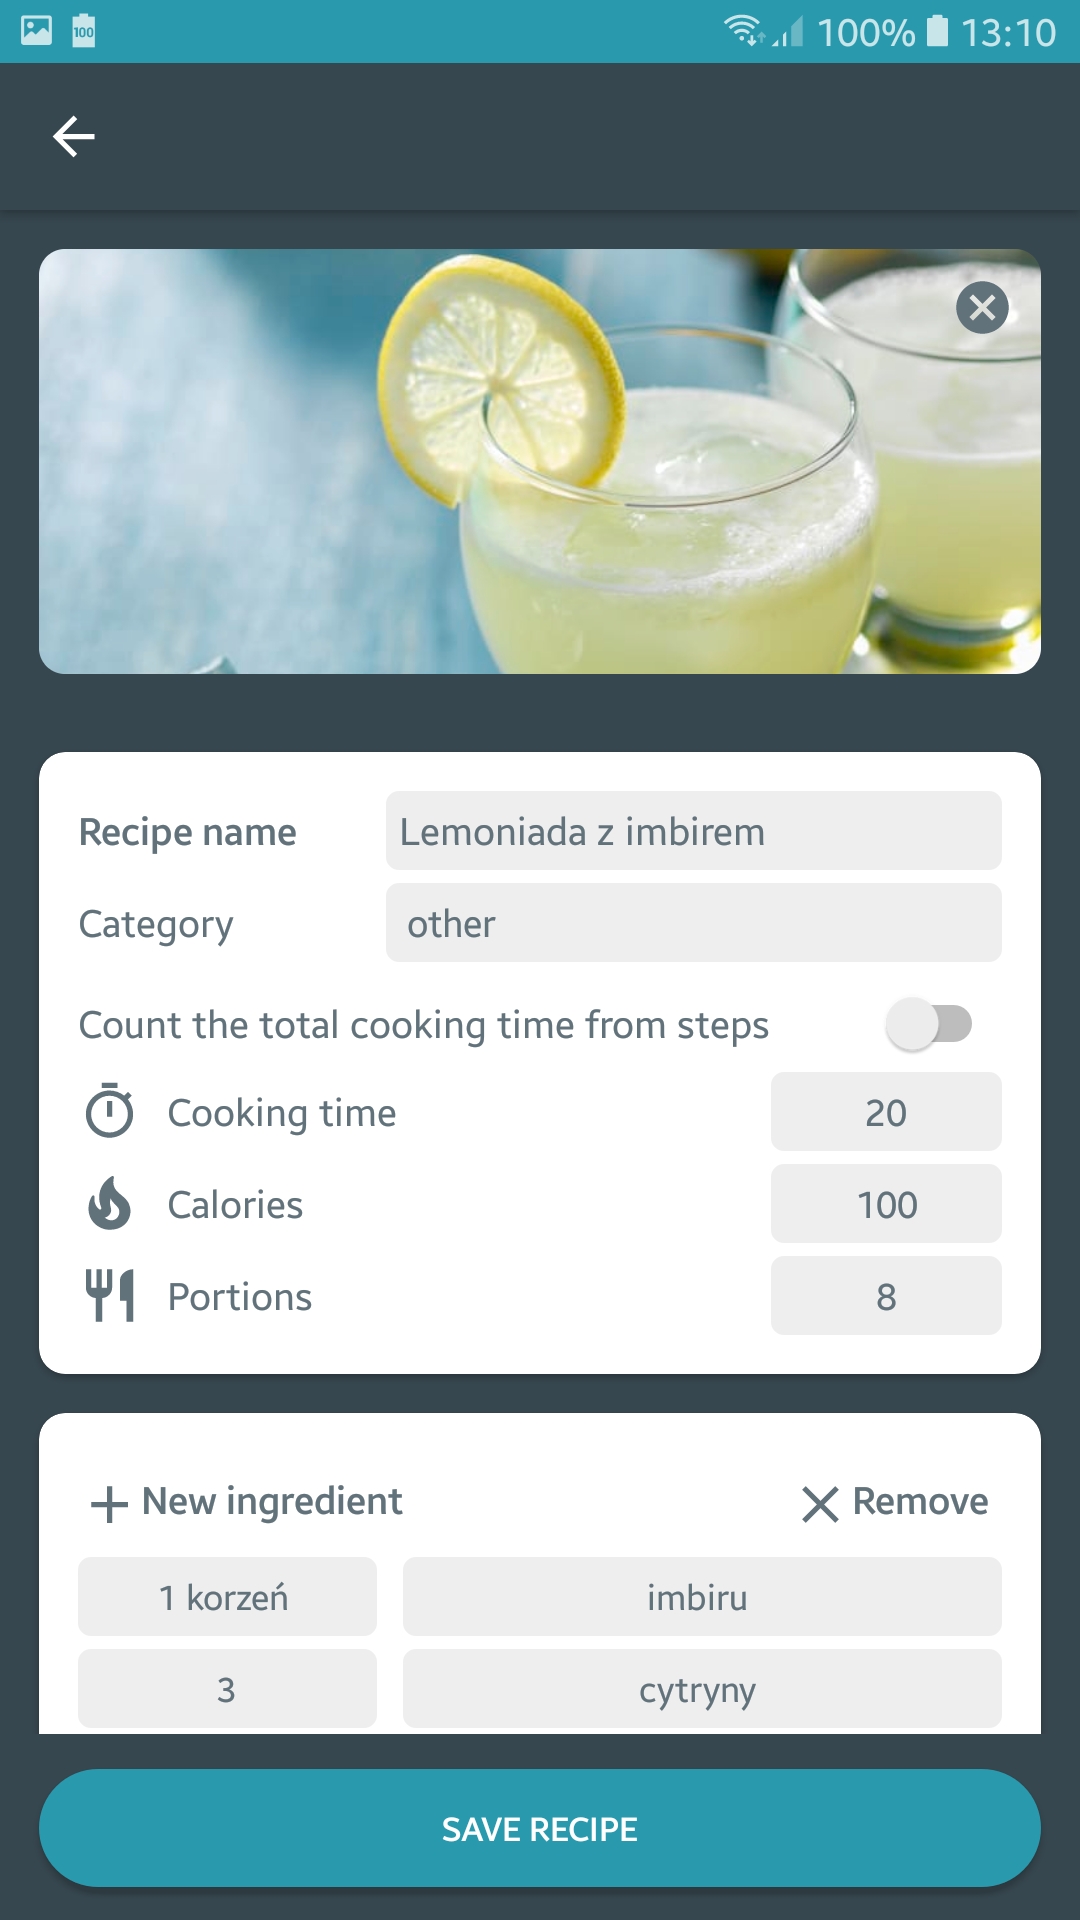 100
100% 13:10
Recipe name Lemoniada z imbirem
Category other
Count the total cooking time from steps
Cooking time 20
Calories 100
Portions 8
New ingredient Remove
1 korzeń imbiru
3 cytryny
SAVE RECIPE